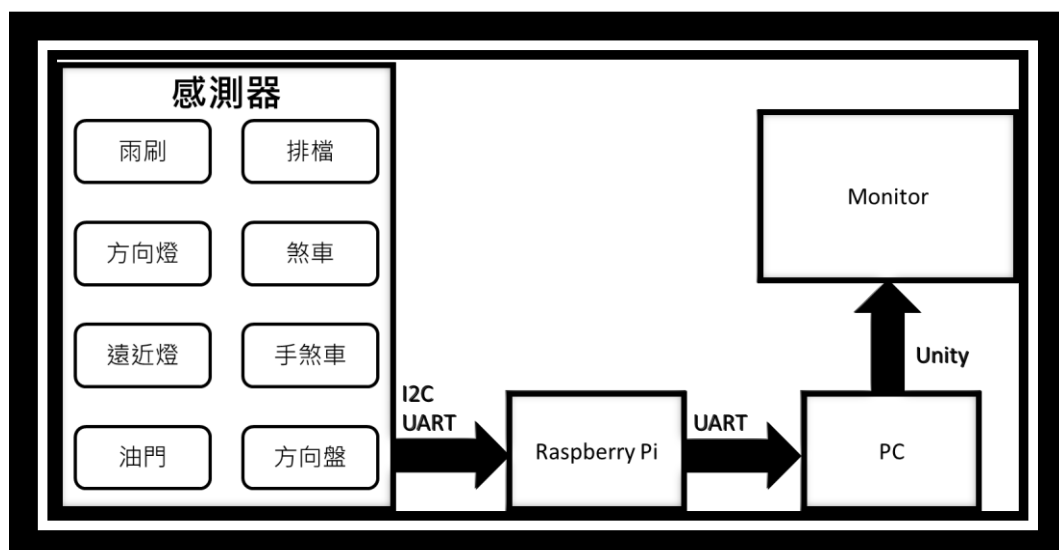 感測器
雨刷
排檔
方向燈
煞車
遠近燈
手煞車
油門
方向盤
I2C
UART
Raspberry Pi
UART
PC
Unity
Monitor